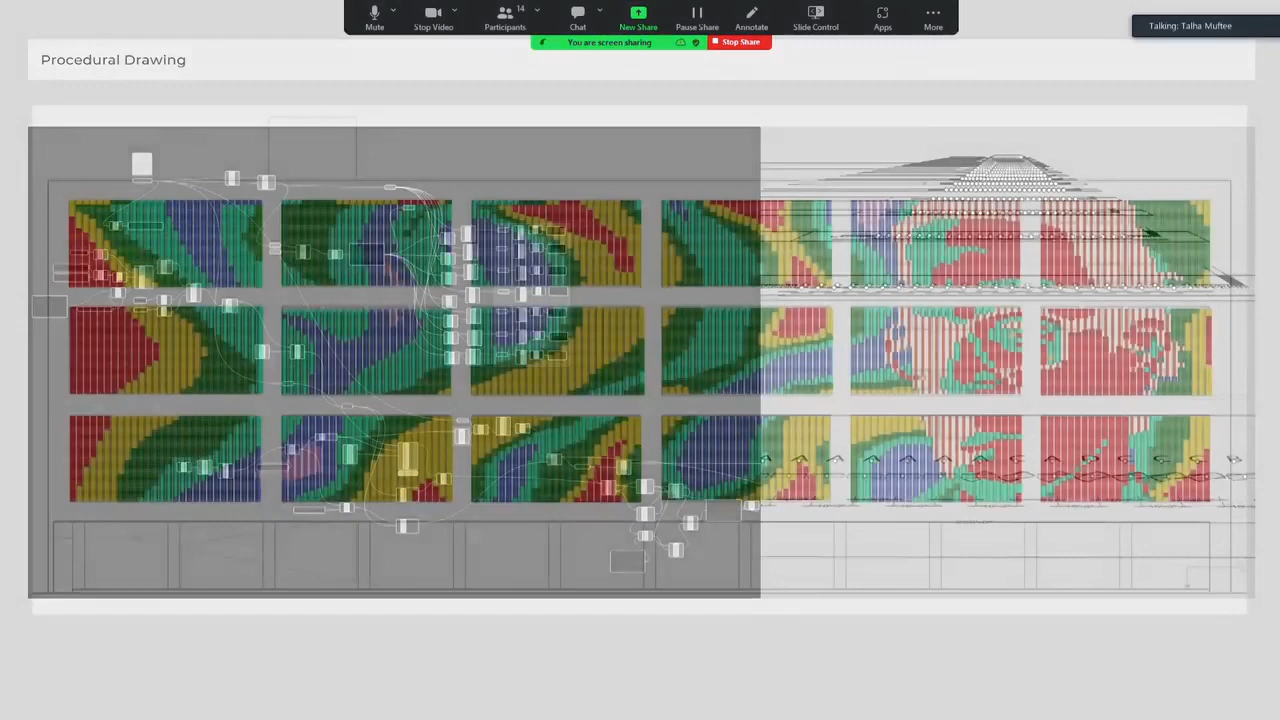 14
Mute
Stop Video
Participants
Chat
New Share
Pause Share
Annotate
Slide Control
Apps
More
Talking: Talha Muftee
You are screen sharing
Stop Share
Procedural Drawing